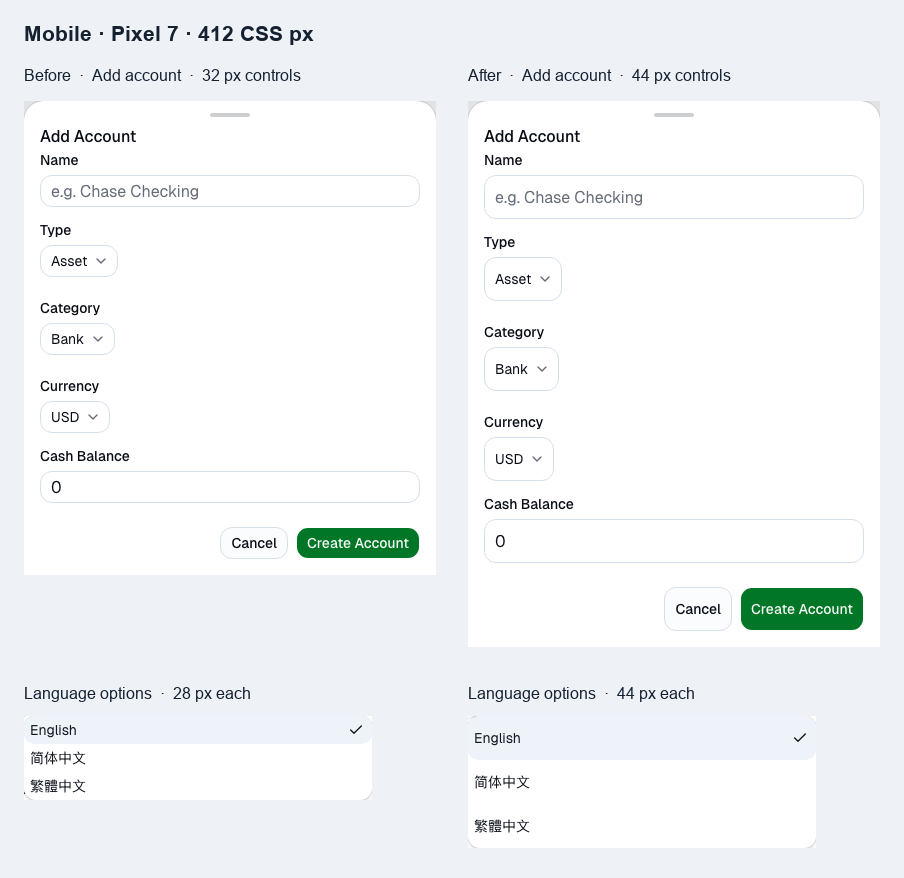 Mobile · Pixel 7 · 412 CSS px
Before · Add account · 32 px controls
Add Account
Name
e.g. Chase Checking
Type
Asset
Category
Bank
Currency
USD
Cash Balance
0
Cancel
Create Account
After · Add account · 44 px controls
Add Account
Name
e.g. Chase Checking
Type
Asset
Category
Bank
Currency
USD
Cash Balance
0
Cancel
Create Account
Language options · 28 px each
English
简体中文
繁體中文
Language options · 44 px each
English
简体中文
繁體中文